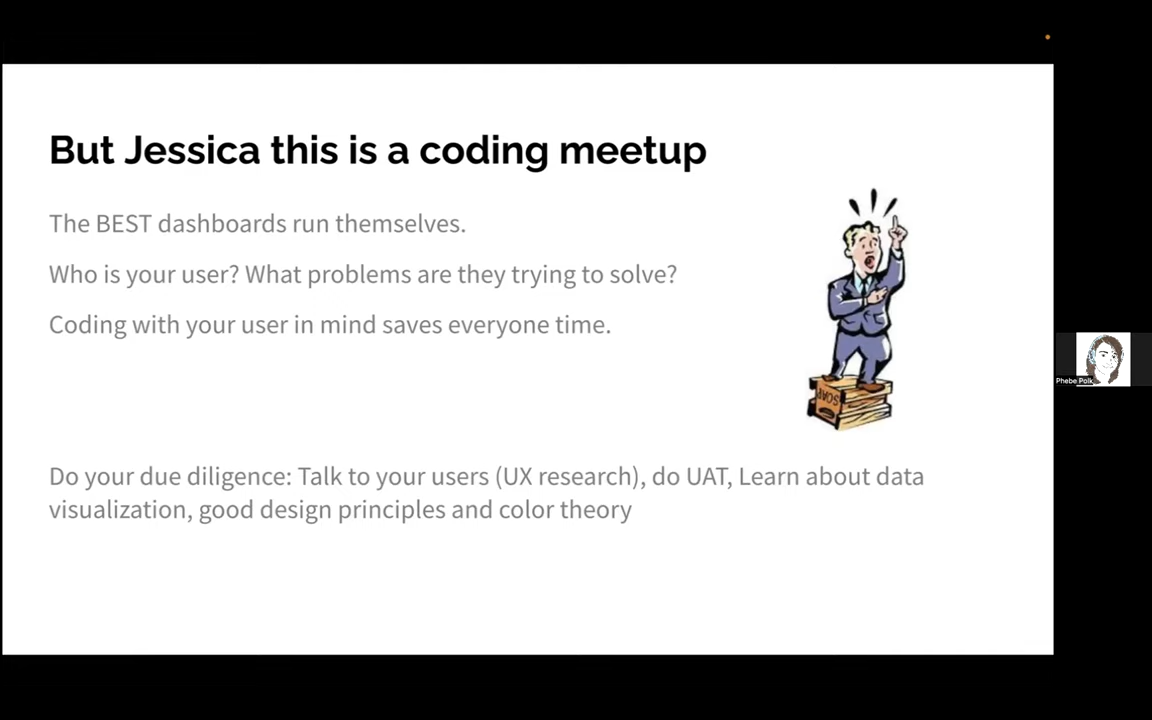 But Jessica this is a coding meetup
The BEST dashboards run themselves.
Who is your user? What problems are they trying to solve?
Coding with your user in mind saves everyone time.
SOAP
Do your due diligence: Talk to your users (UX research), do UAT, Learn about data
visualization, good design principles and color theory
Phebe Polk